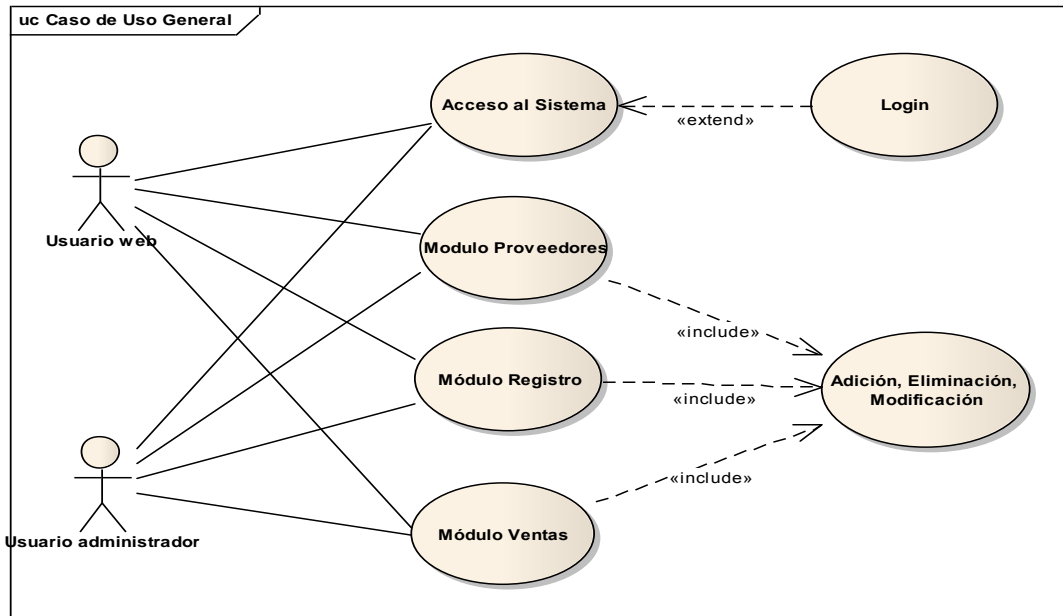 uc Caso de Uso General
Acceso al Sistema
Login
«extend»
Usuario web
Modulo Proveedores
«include»
Módulo Registro
«include»
Adición, Eliminación,
Modificación
«include»
Usuario administrador
Módulo Ventas